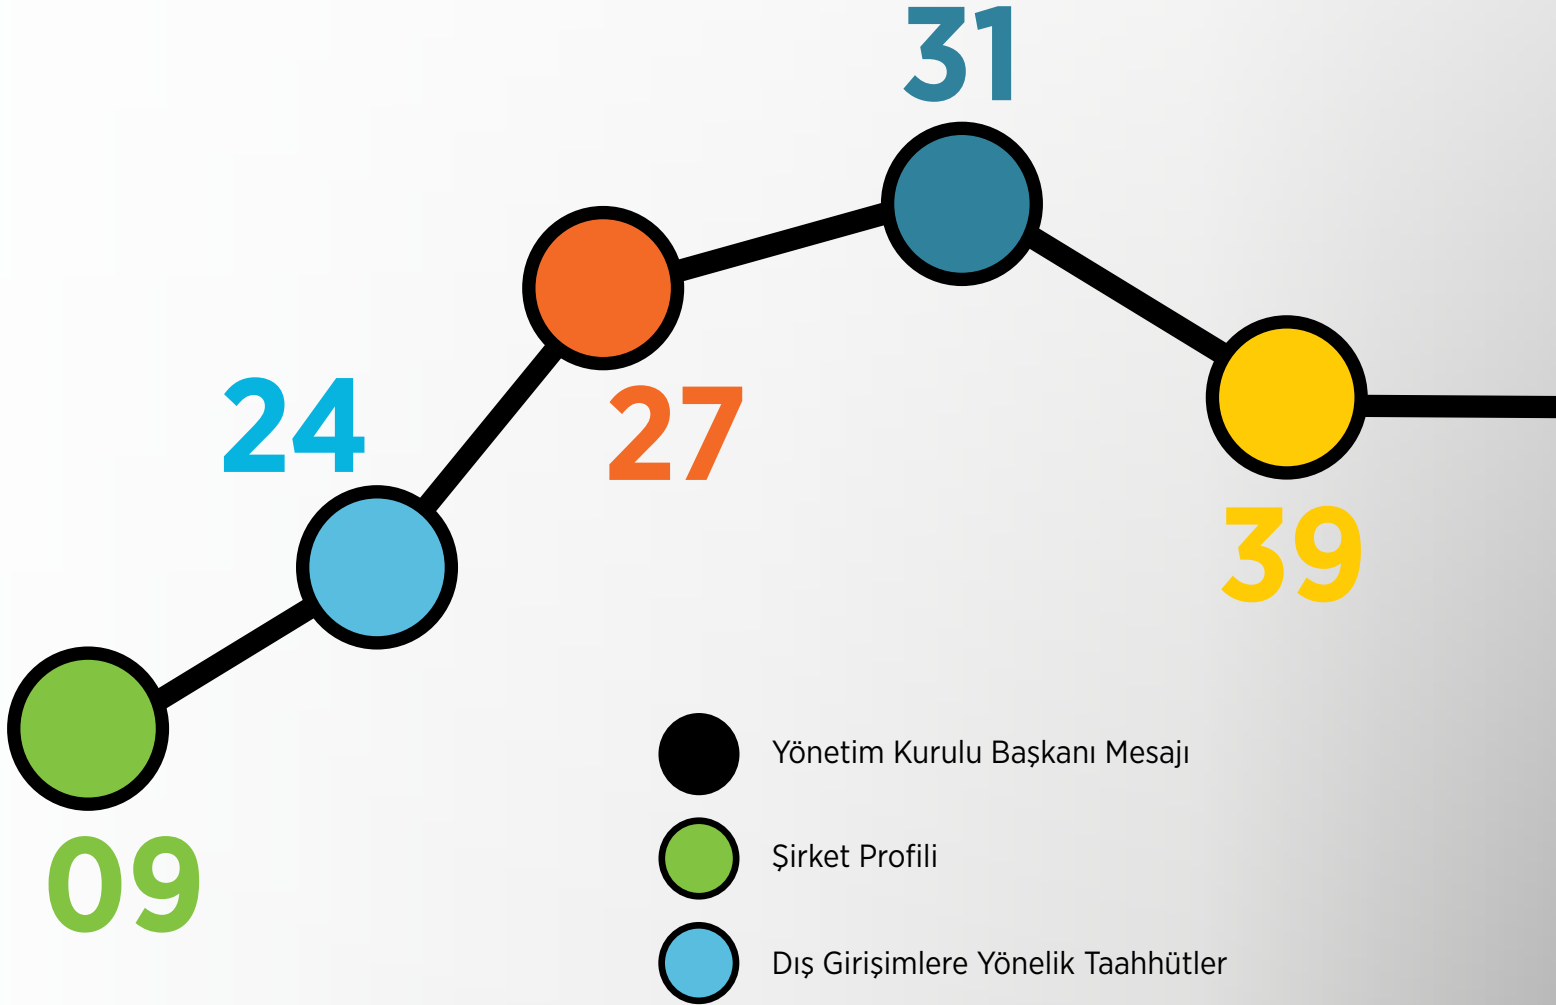 31
24
27
39
09
Yönetim Kurulu Başkanı Mesajı
Şirket Profili
Dış Girişimlere Yönelik Taahhütler